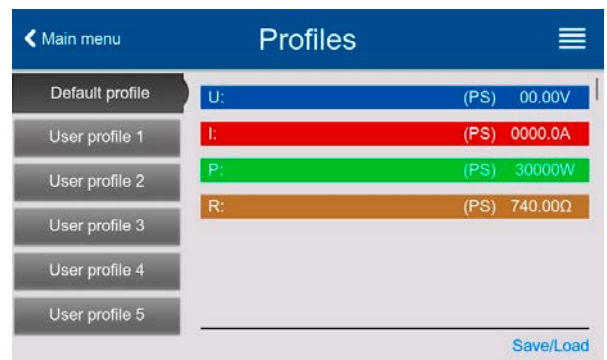 Main menu
Profiles
Default profile
User profile 1
User profile 2
User profile 3
User profile 4
User profile 5
U: (PS) 00.00V
I: (PS) 0000.0A
P: (PS) 30000W
R: (PS) 740.00Ω
Save/Load